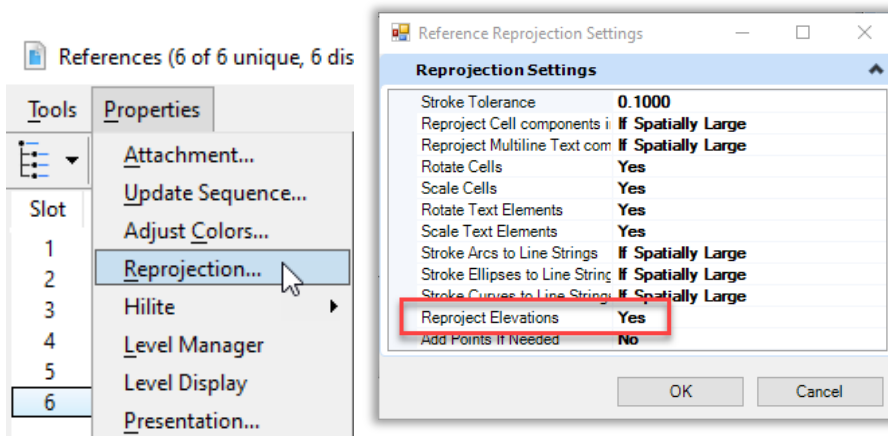 References (6 of 6 unique, 6 dis
Tools Properties
Slot
1
2
3
4
5
6
Attachment...
Update Sequence...
Adjust Colors...
Reprojection...
Hilite
Level Manager
Level Display
Presentation...
Reference Reprojection Settings
Reprojection Settings
Stroke Tolerance 0.1000
Reproject Cell components i If Spatially Large
Reproject Multiline Text com If Spatially Large
Rotate Cells Yes
Scale Cells Yes
Rotate Text Elements Yes
Scale Text Elements Yes
Stroke Arcs to Line Strings If Spatially Large
Stroke Ellipses to Line String If Spatially Large
Stroke Curves to Line Strings If Spatially Large
Reproject Elevations Yes
Add Points If Needed No
OK Cancel